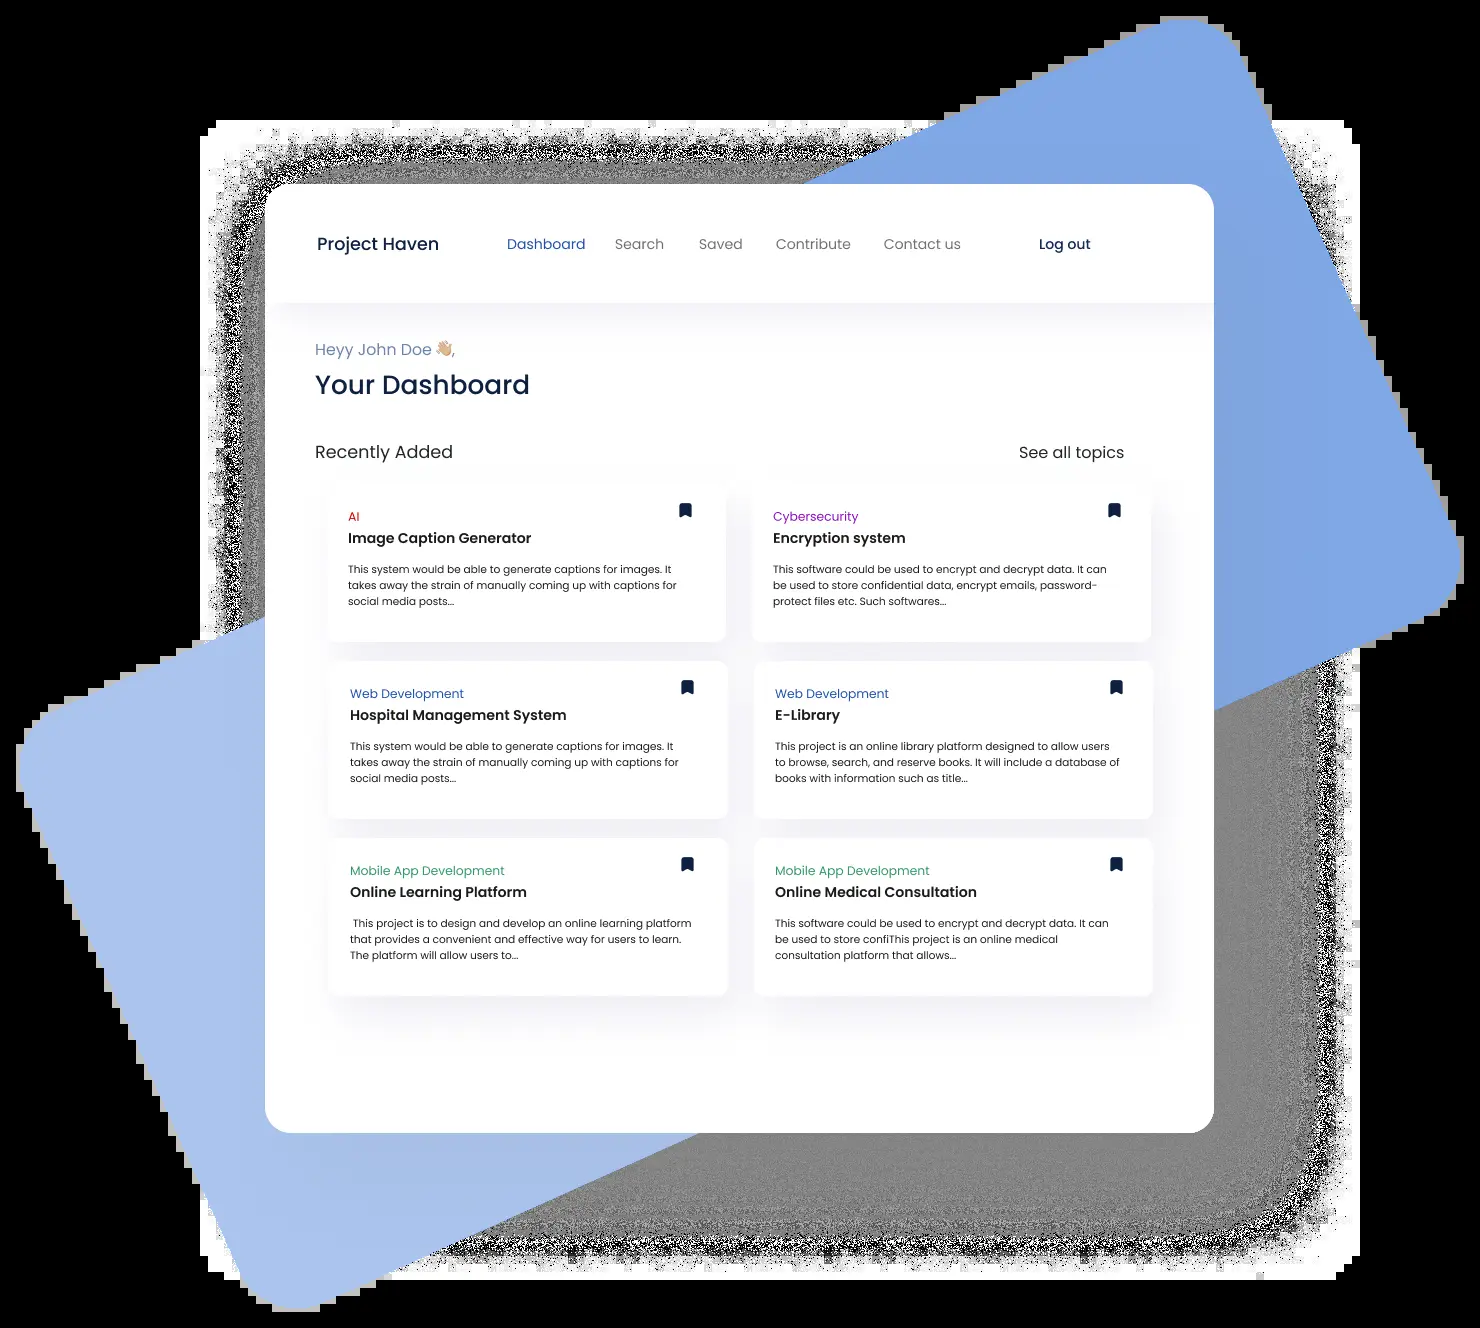 Project Haven Dashboard Search Saved Contribute Contact us Log out
Heyy John Doe 👋🏼,
Your Dashboard
Recently Added See all topics
AI
Image Caption Generator
This system would be able to generate captions for images. It
takes away the strain of manually coming up with captions for
social media posts...
Cybersecurity
Encryption system
This software could be used to encrypt and decrypt data. It can
be used to store confidential data, encrypt emails, password-
protect files etc. Such softwares...
Web Development
Hospital Management System
This system would be able to generate captions for images. It
takes away the strain of manually coming up with captions for
social media posts...
Web Development
E-Library
This project is an online library platform designed to allow users
to browse, search, and reserve books. It will include a database of
books with information such as title...
Mobile App Development
Online Learning Platform
This project is to design and develop an online learning platform
that provides a convenient and effective way for users to learn.
The platform will allow users to...
Mobile App Development
Online Medical Consultation
This software could be used to encrypt and decrypt data. It can
be used to store confiThis project is an online medical
consultation platform that allows...